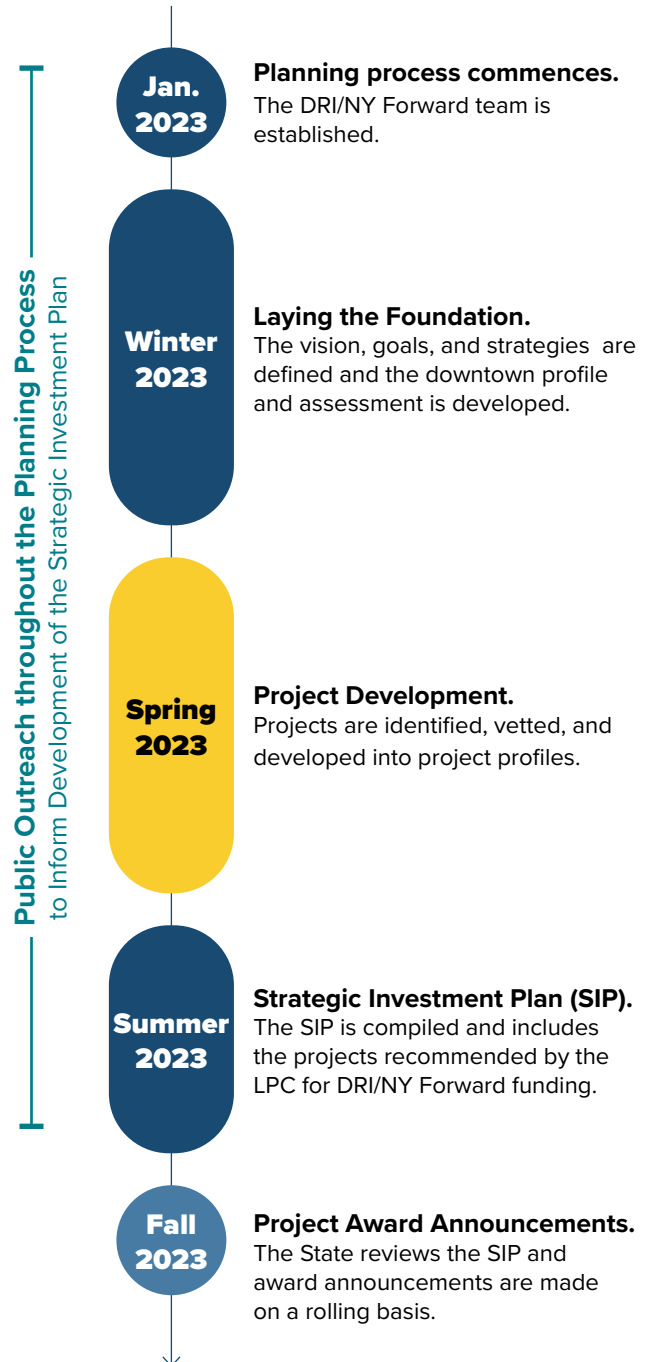 Public Outreach throughout the Planning Process
to Inform Development of the Strategic Investment Plan
Jan.
2023
Planning process commences.
The DRI/NY Forward team is
established.
Winter
2023
Laying the Foundation.
The vision, goals, and strategies are
defined and the downtown profile
and assessment is developed.
Spring
2023
Project Development.
Projects are identified, vetted, and
developed into project profiles.
Summer
2023
Strategic Investment Plan (SIP).
The SIP is compiled and includes
the projects recommended by the
LPC for DRI/NY Forward funding.
Fall
2023
Project Award Announcements.
The State reviews the SIP and
award announcements are made
on a rolling basis.